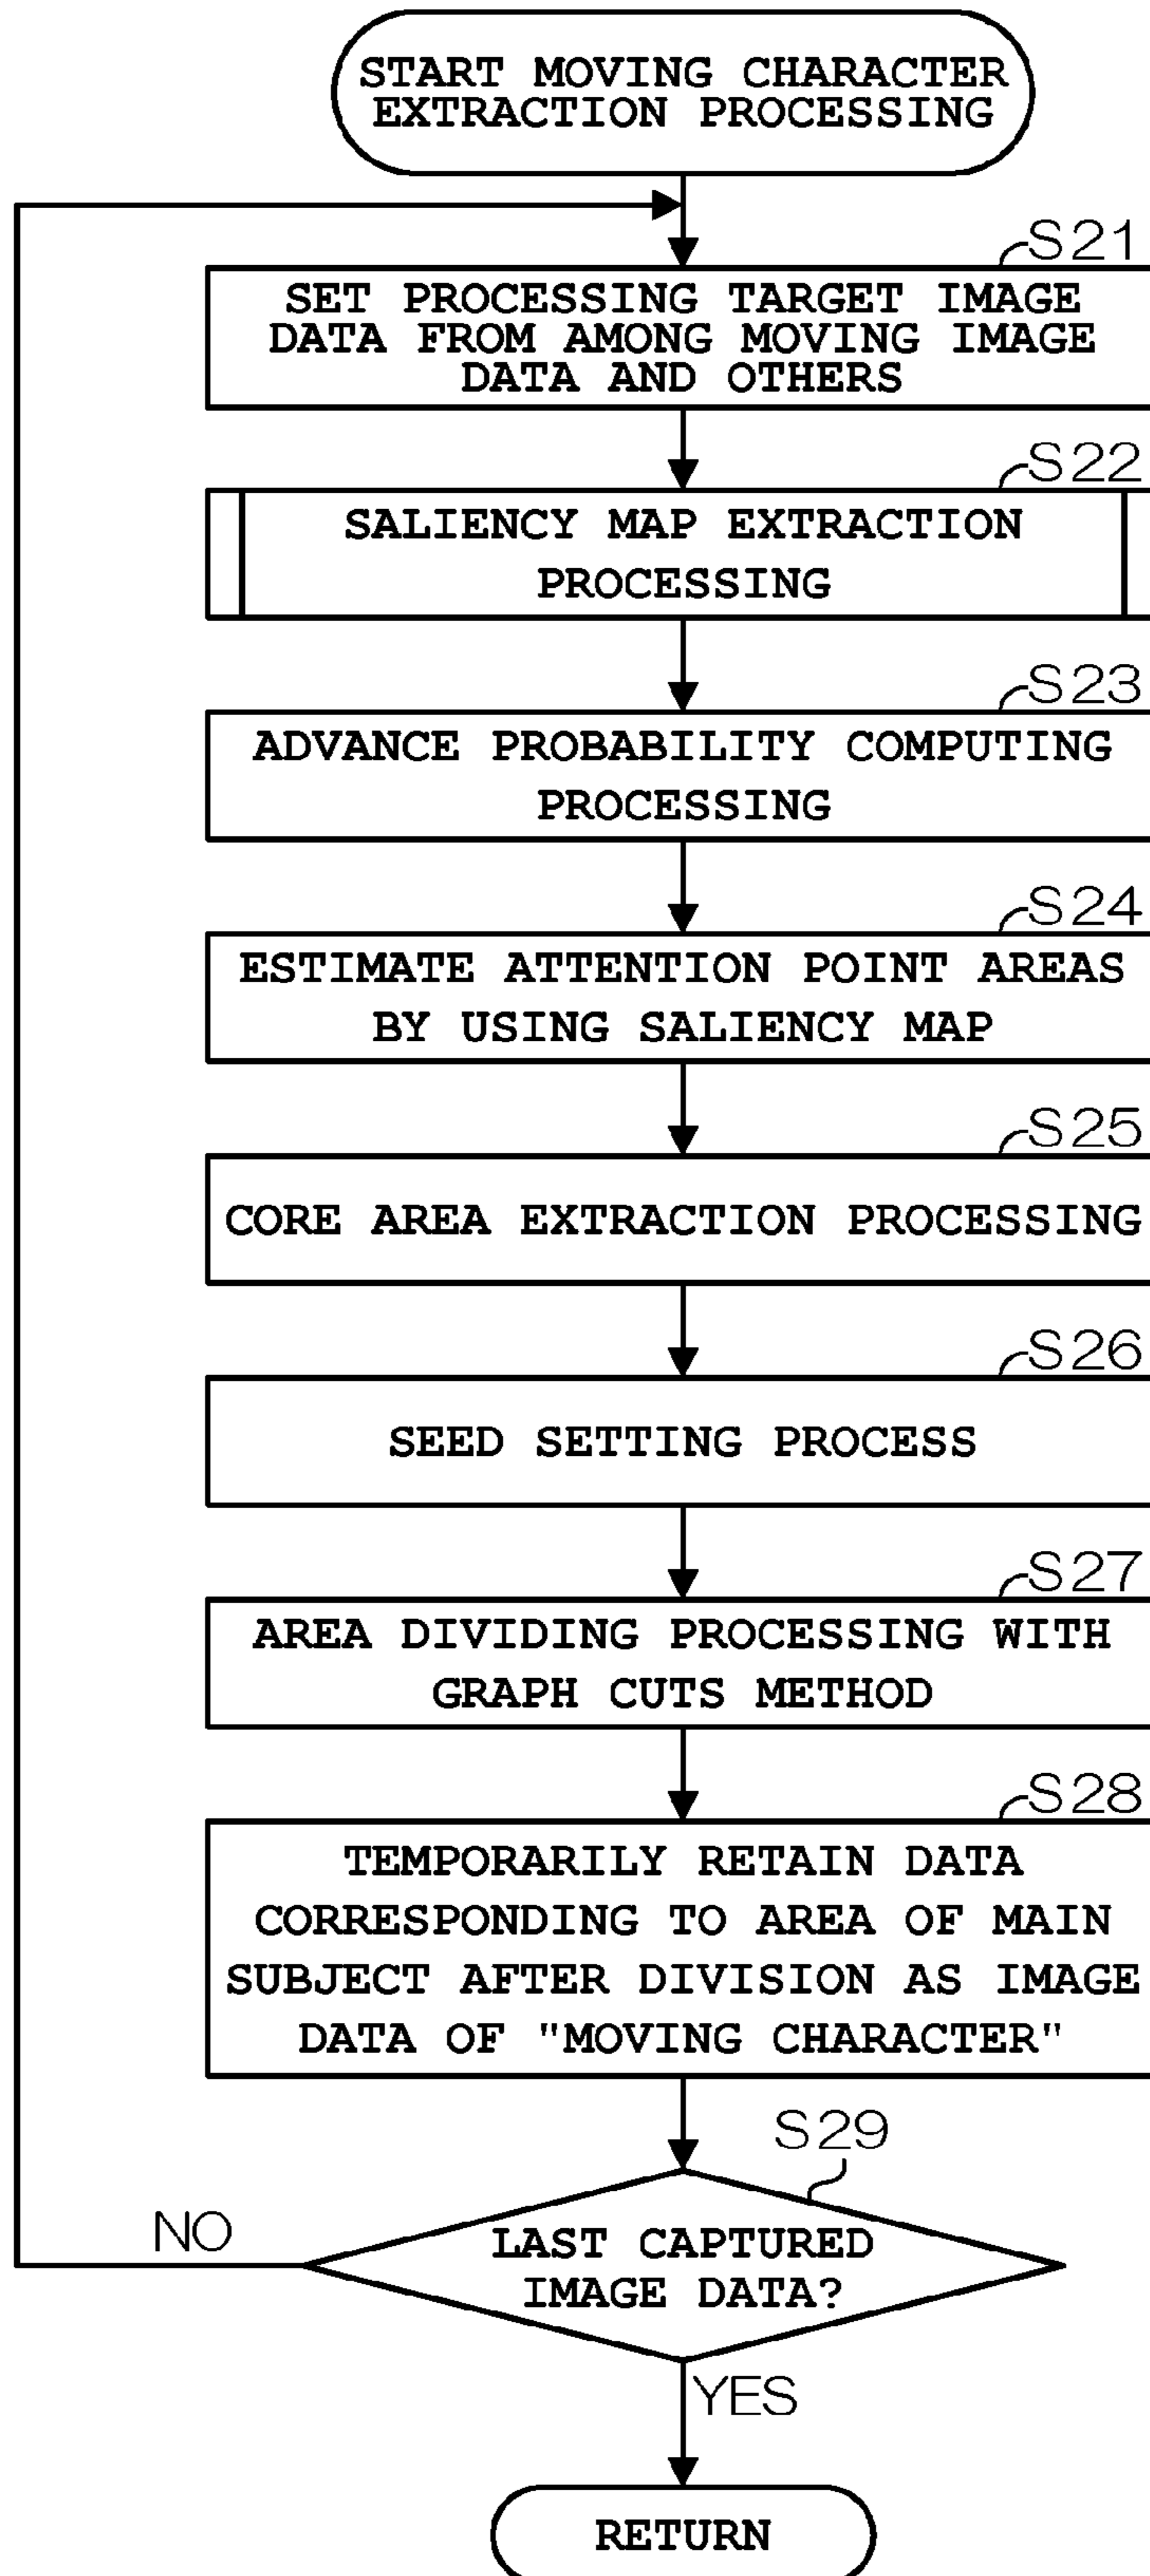 START MOVING CHARACTER
EXTRACTION PROCESSING
S21
SET PROCESSING TARGET IMAGE
DATA FROM AMONG MOVING IMAGE
DATA AND OTHERS
S22
SALIENCY MAP EXTRACTION
PROCESSING
S23
ADVANCE PROBABILITY COMPUTING
PROCESSING
S24
ESTIMATE ATTENTION POINT AREAS
BY USING SALIENCY MAP
S25
CORE AREA EXTRACTION PROCESSING
S26
SEED SETTING PROCESS
S27
AREA DIVIDING PROCESSING WITH
GRAPH CUTS METHOD
S28
TEMPORARILY RETAIN DATA
CORRESPONDING TO AREA OF MAIN
SUBJECT AFTER DIVISION AS IMAGE
DATA OF "MOVING CHARACTER"
S29
NO
LAST CAPTURED
IMAGE DATA?
YES
RETURN